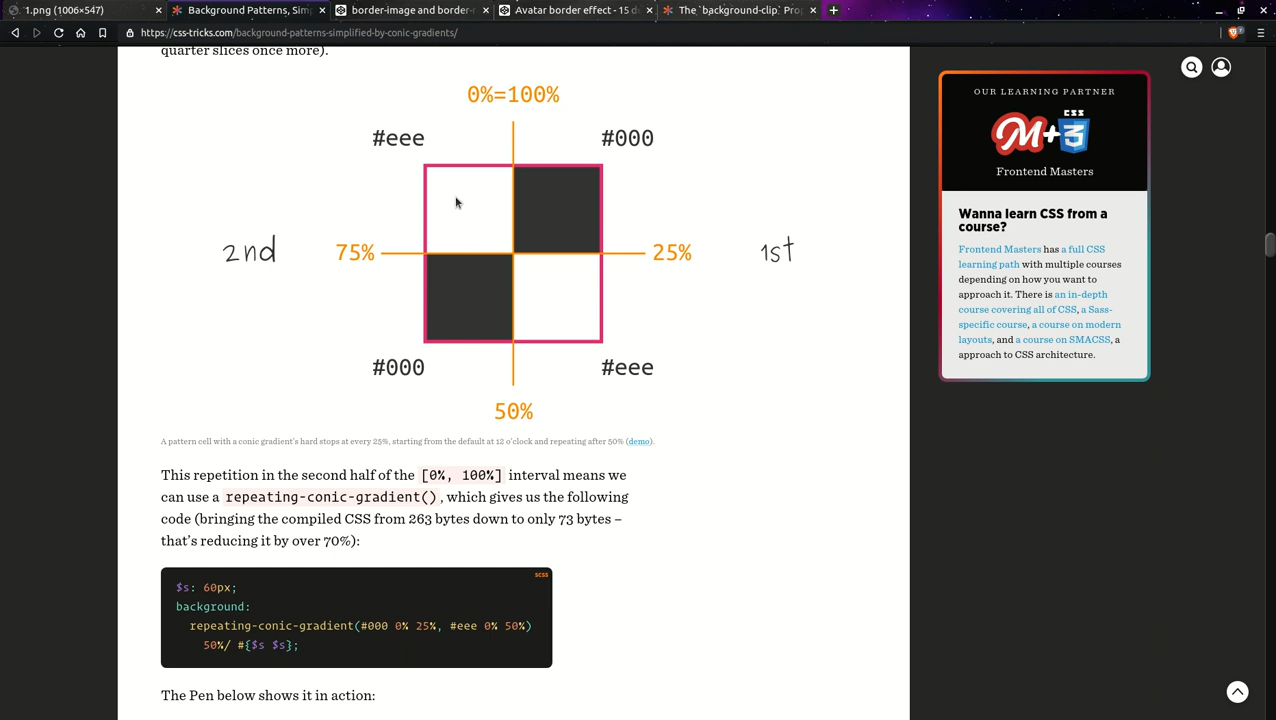 1.png (1006×547)
Background Patterns, Sim
border-image and border-
Avatar border effect - 15 d
The `background-clip` Prop
https://css-tricks.com/background-patterns-simplified-by-conic-gradients/
quarter slices once more).
0%=100%
#eee
#000
2nd
75%
25%
1st
#000
#eee
50%
A pattern cell with a conic gradient's hard stops at every 25%, starting from the default at 12 o'clock and repeating after 50% (demo).
This repetition in the second half of the [0%, 100%] interval means we
can use a repeating-conic-gradient(), which gives us the following
code (bringing the compiled CSS from 263 bytes down to only 73 bytes –
that's reducing it by over 70%):
scss
$s: 60px;
background:
repeating-conic-gradient(#000 0% 25%, #eee 0% 50%)
50%/ #{$s $s};
The Pen below shows it in action:
OUR LEARNING PARTNER
M+
CSS
3
Frontend Masters
Wanna learn CSS from a
course?
Frontend Masters has a full CSS
learning path with multiple courses
depending on how you want to
approach it. There is an in-depth
course covering all of CSS, a Sass-
specific course, a course on modern
layouts, and a course on SMACSS, a
approach to CSS architecture.